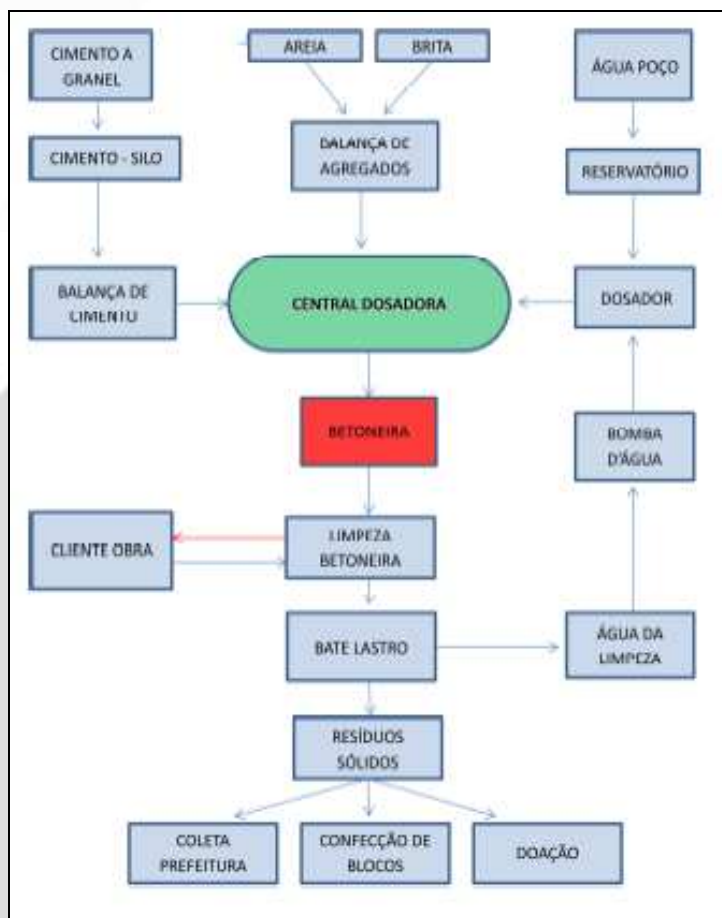 CIMENTO A
GRANEL
AREIA
BRITA
ÁGUA POÇO
CIMENTO - SILO
BALANÇA DE
AGREGADOS
RESERVATÓRIO
BALANÇA DE
CIMENTO
CENTRAL DOSADORA
DOSADOR
BETONEIRA
BOMBA
D'ÁGUA
CLIENTE OBRA
LIMPEZA
BETONEIRA
BATE LASTRO
ÁGUA DA
LIMPEZA
RESÍDUOS
SÓLIDOS
COLETA
PREFEITURA
CONFECÇÃO DE
BLOCOS
DOAÇÃO